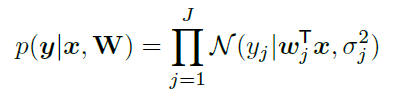 p(y|x, W) = ∏_{j=1}^{J} 𝒩(y_j|w_j^⊤ x, σ_j^2)